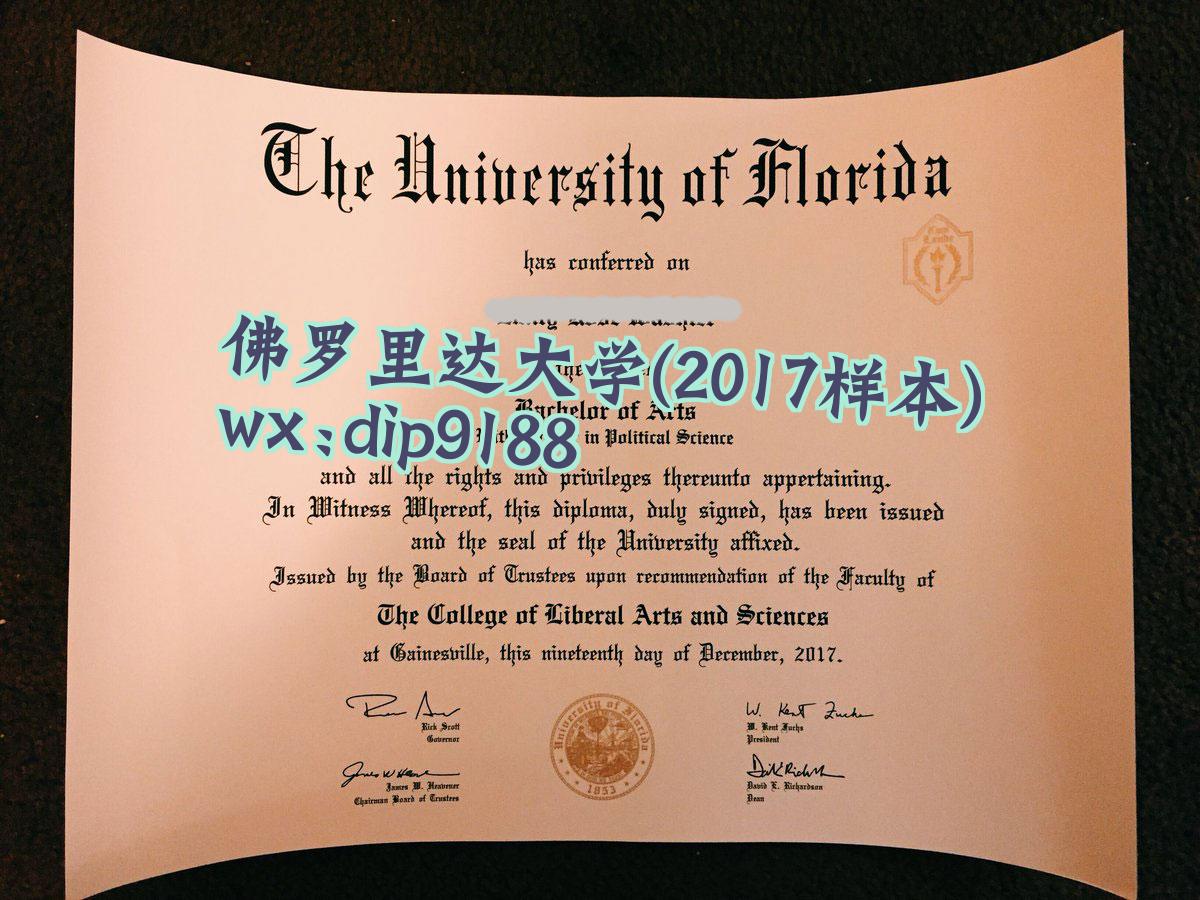 The University of Florida
Cum
Laude
has conferred on
佛罗里达大学(2017样本)
Bachelor of Arts
wx:dip9188
in Political Science
and all the rights and privileges thereunto appertaining.
In Witness Whereof, this diploma, duly signed, has been issued
and the seal of the University affixed.
Issued by the Board of Trustees upon recommendation of the Faculty of
The College of Liberal Arts and Sciences
at Gainesville, this nineteenth day of December, 2017.
Rick Scott
Governor
James W. Heavener
Chairman Board of Trustees
University of Florida
1853
W. Kent Fuchs
President
David E. Richardson
Dean